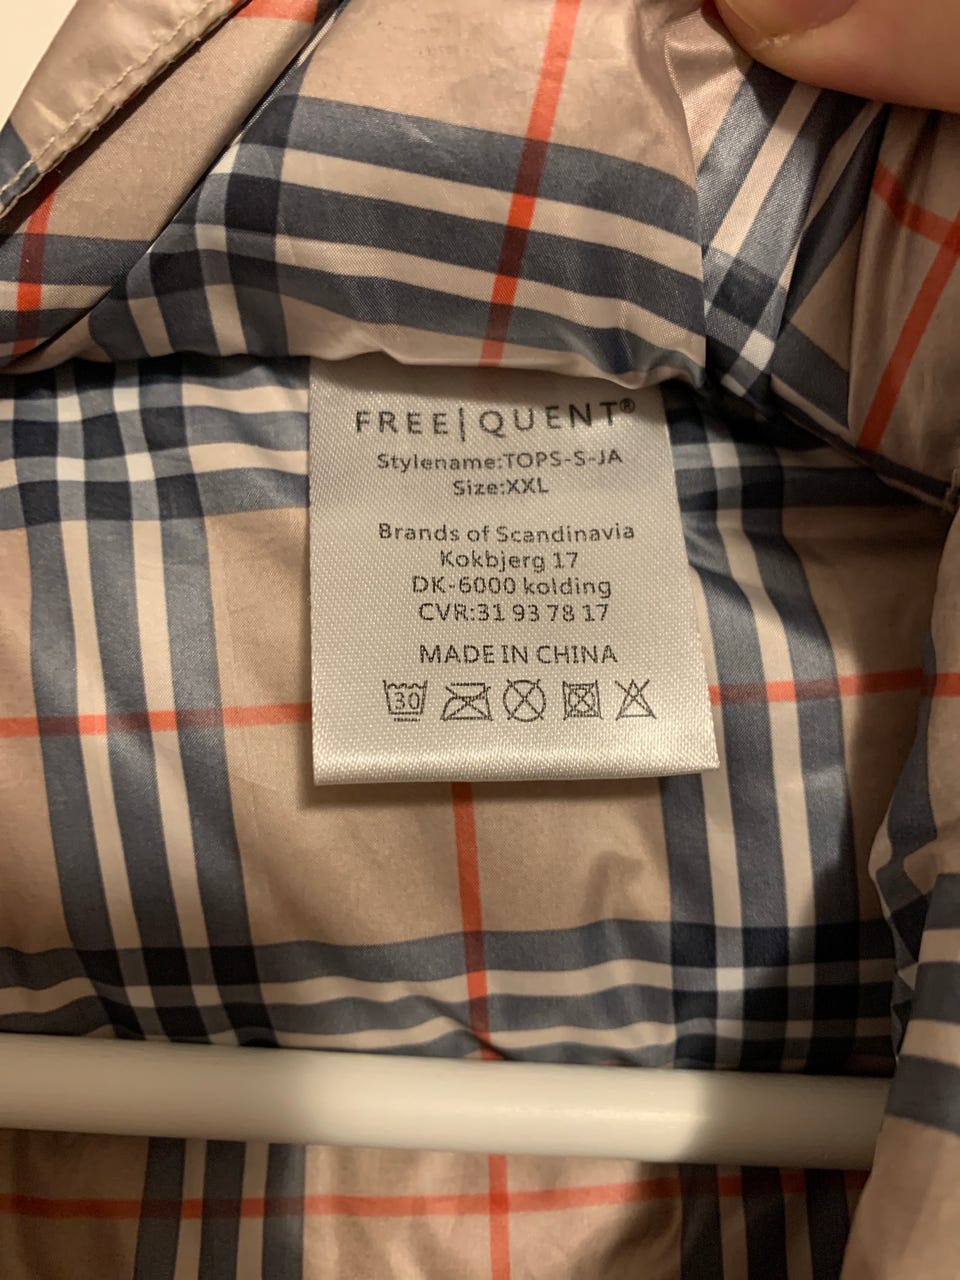 FREE|QUENT®
Stylename:TOPS-S-JA
Size:XXL
Brands of Scandinavia
Kokbjerg 17
DK-6000 kolding
CVR:31 93 78 17
MADE IN CHINA
30